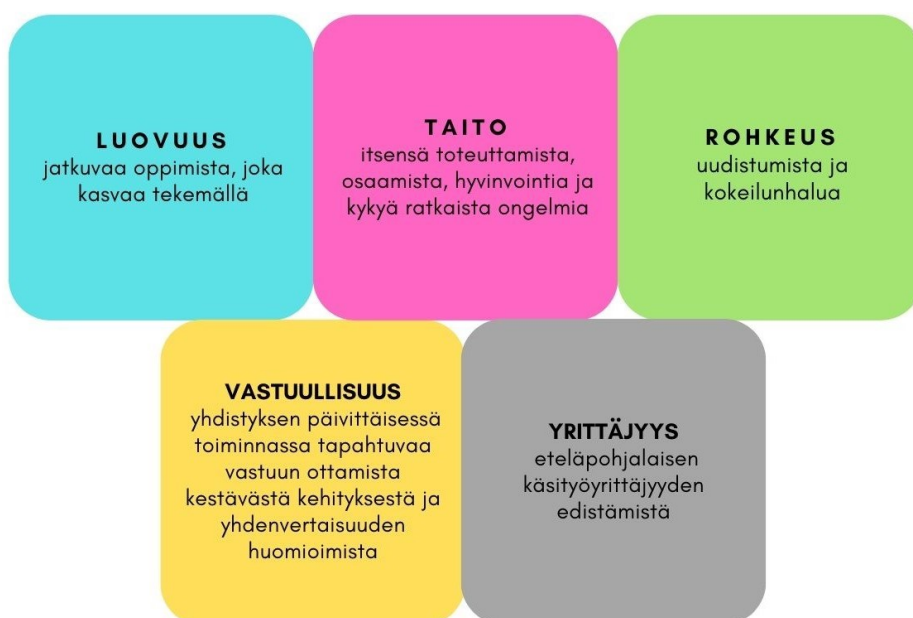 LUOVUUS
jatkuvaa oppimista, joka
kasvaa tekemällä
TAITO
itsensä toteuttamista,
osaamista, hyvinvointia ja
kykyä ratkaista ongelmia
ROHKEUS
uudistumista ja
kokeilunhalua
VASTUULLISUUS
yhdistyksen päivittäisessä
toiminnassa tapahtuvaa
vastuun ottamista
kestävästä kehityksestä ja
yhdenvertaisuuden
huomioimista
YRITTÄJYYS
eteläpohjalaisen
käsityöyrittäjyyden
edistämistä